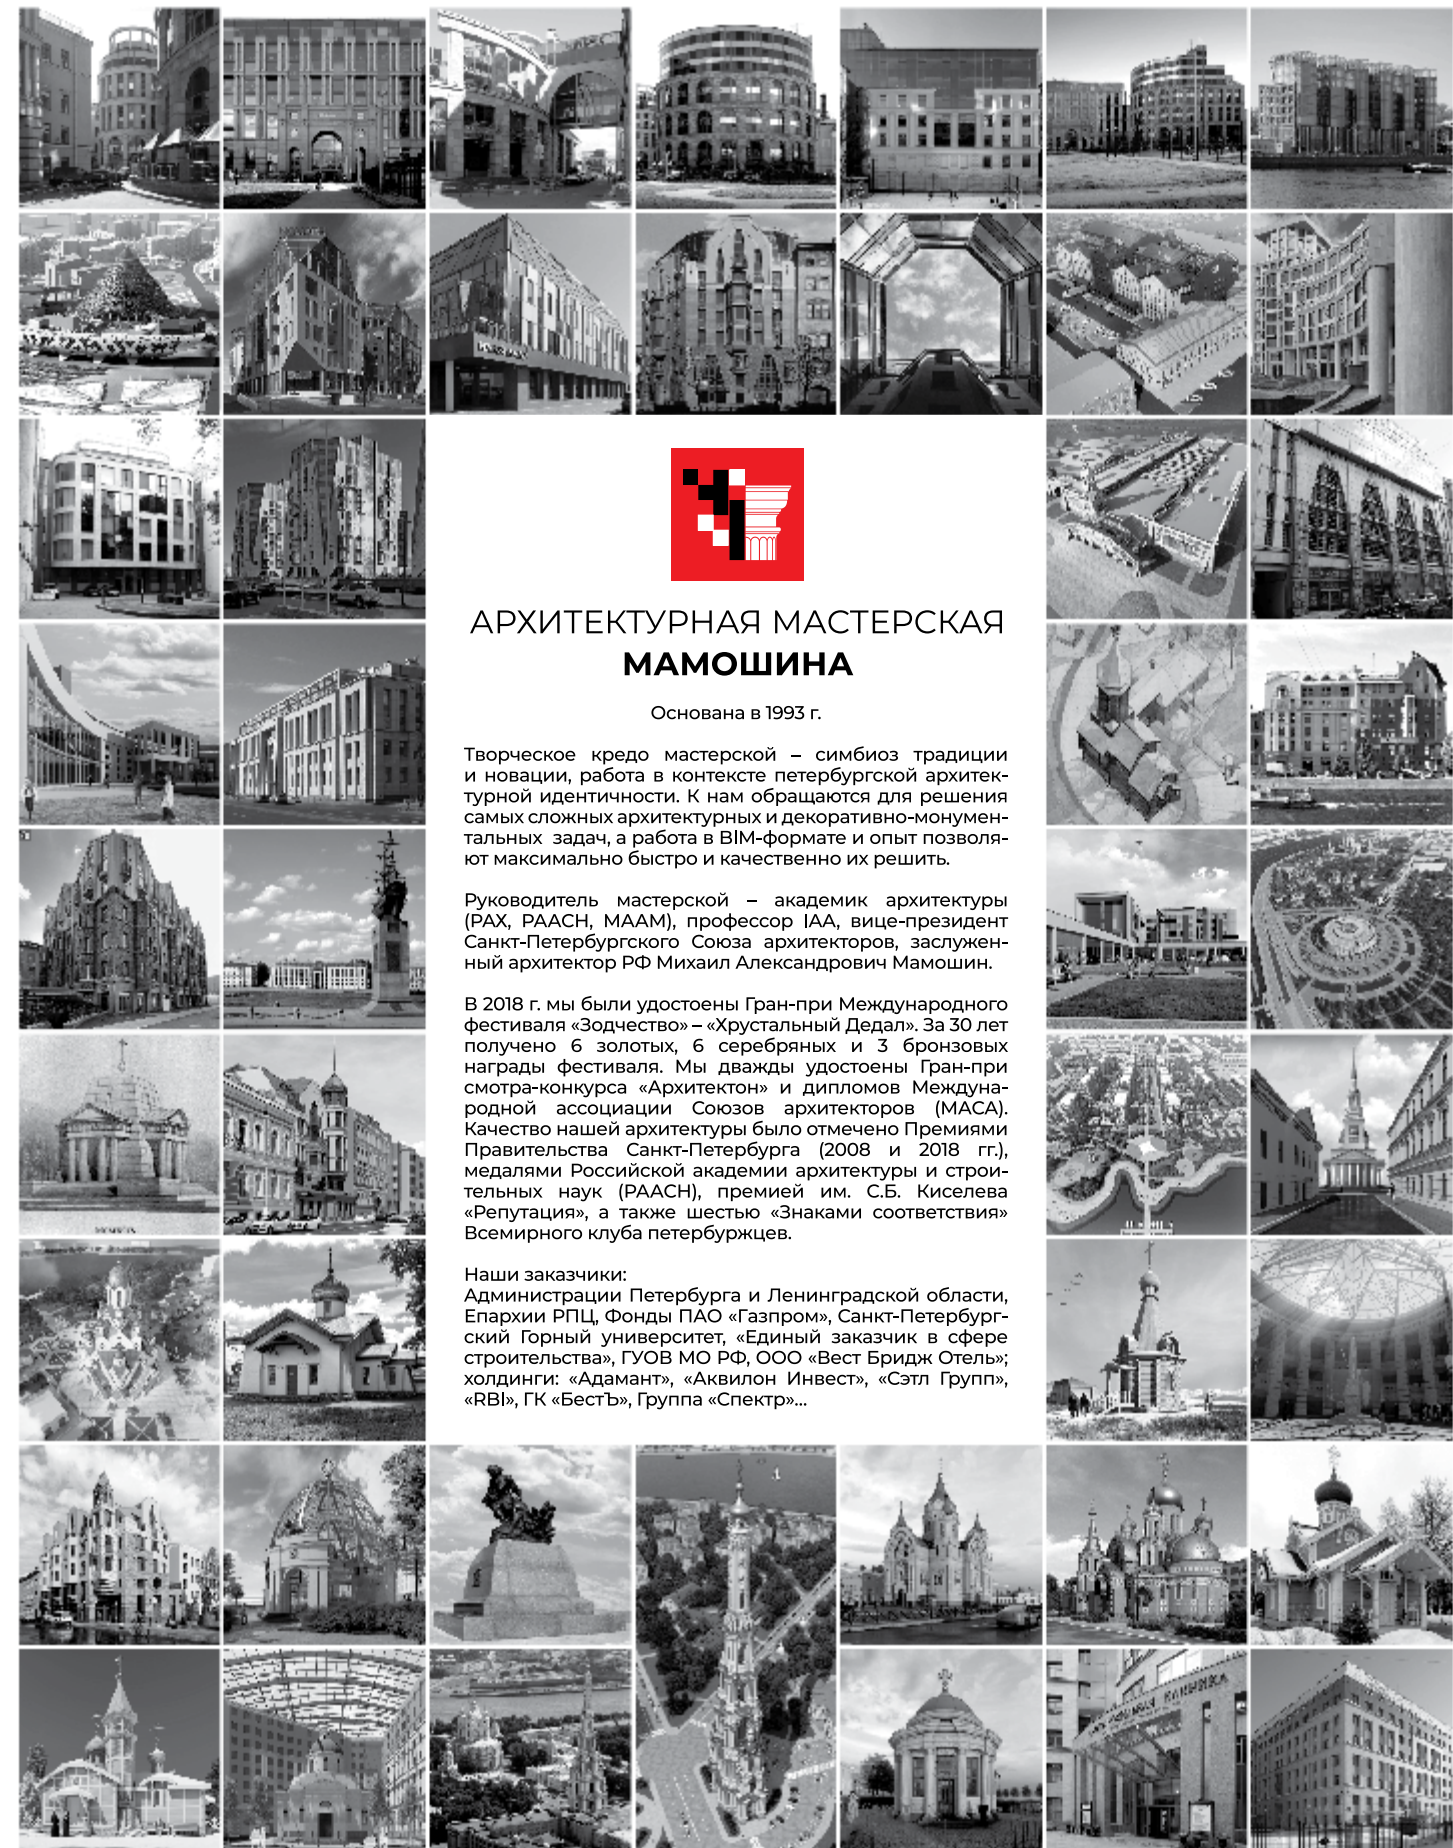 АРХИТЕКТУРНАЯ МАСТЕРСКАЯ
МАМОШИНА
Основана в 1993 г.
Творческое кредо мастерской – симбиоз традиции
и новации, работа в контексте петербургской архитек-
турной идентичности. К нам обращаются для решения
самых сложных архитектурных и декоративно-монумен-
тальных задач, а работа в BIM-формате и опыт позволя-
ют максимально быстро и качественно их решить.
Руководитель мастерской – академик архитектуры
(РАХ, РААСН, МААМ), профессор IAA, вице-президент
Санкт-Петербургского Союза архитекторов, заслужен-
ный архитектор РФ Михаил Александрович Мамошин.
В 2018 г. мы были удостоены Гран-при Международного
фестиваля «Зодчество» – «Хрустальный Дедал». За 30 лет
получено 6 золотых, 6 серебряных и 3 бронзовых
награды фестиваля. Мы дважды удостоены Гран-при
смотра-конкурса «Архитектон» и дипломов Междуна-
родной ассоциации Союзов архитекторов (МАСА).
Качество нашей архитектуры было отмечено Премиями
Правительства Санкт-Петербурга (2008 и 2018 гг.),
медалями Российской академии архитектуры и строи-
тельных наук (РААСН), премией им. С.Б. Киселева
«Репутация», а также шестью «Знаками соответствия»
Всемирного клуба петербуржцев.
Наши заказчики:
Администрации Петербурга и Ленинградской области,
Епархии РПЦ, Фонды ПАО «Газпром», Санкт-Петербург-
ский Горный университет, «Единый заказчик в сфере
строительства», ГУОВ МО РФ, ООО «Вест Бридж Отель»;
холдинги: «Адамант», «Аквилон Инвест», «Сэтл Групп»,
«RBI», ГК «БестЪ», Группа «Спектр»...
КЛИНИКА